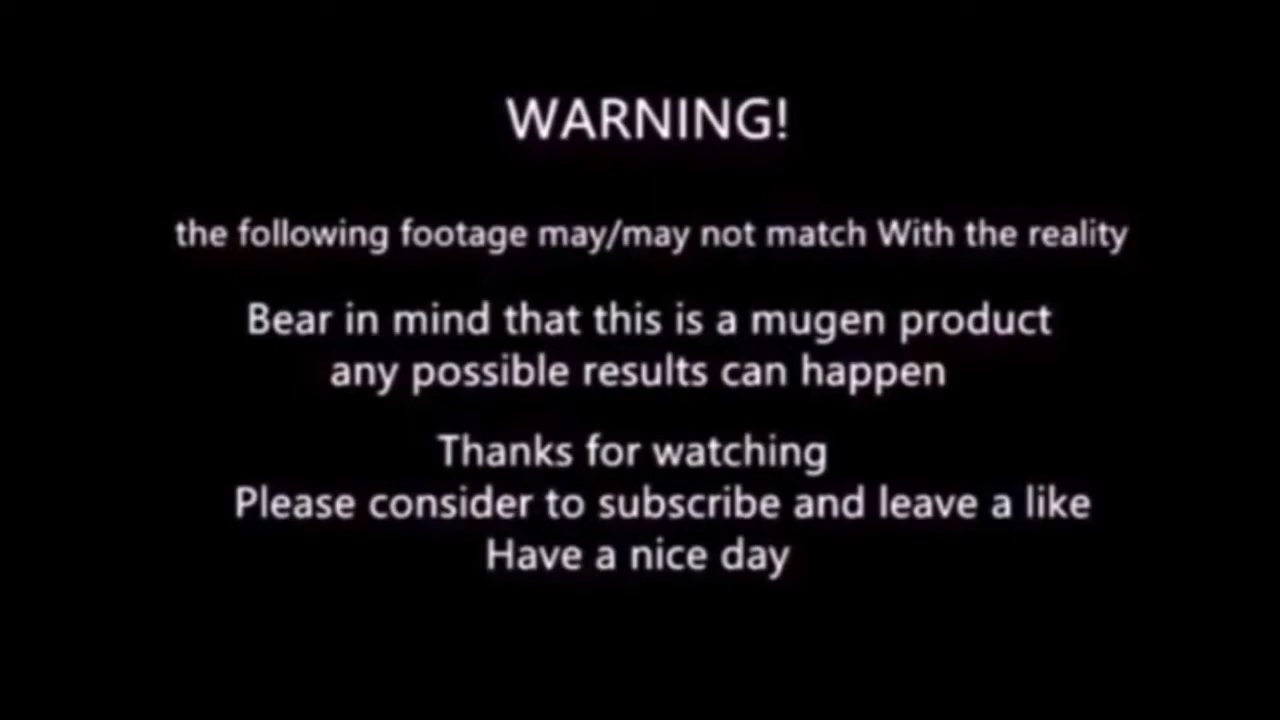 WARNING!
the following footage may/may not match With the reality
Bear in mind that this is a mugen product
any possible results can happen
Thanks for watching
Please consider to subscribe and leave a like
Have a nice day